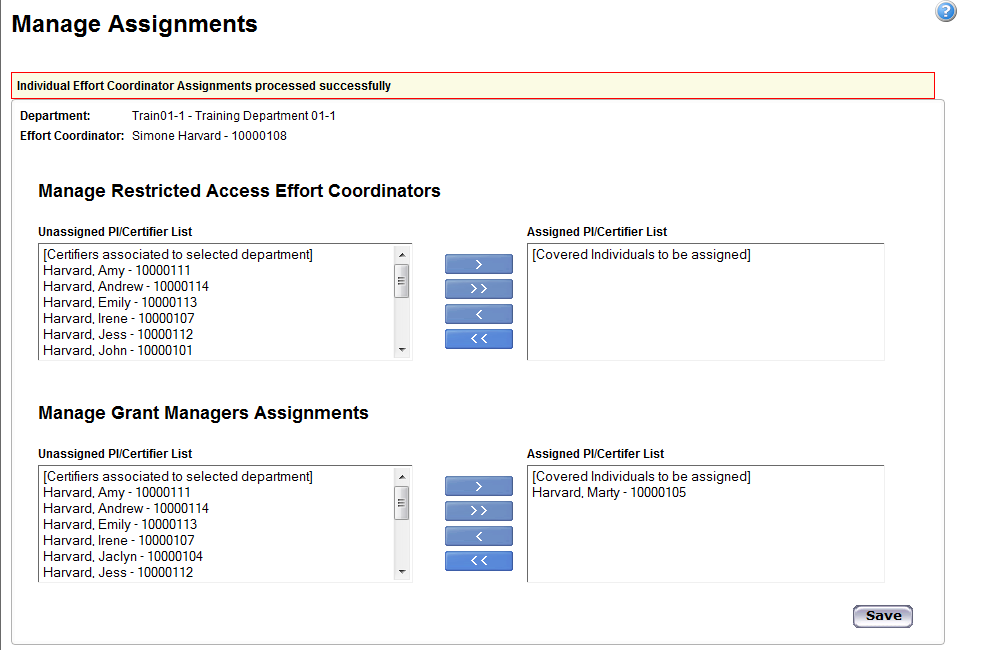 Manage Assignments
?
Individual Effort Coordinator Assignments processed successfully
Department: Train01-1 - Training Department 01-1
Effort Coordinator: Simone Harvard - 10000108
Manage Restricted Access Effort Coordinators
Unassigned PI/Certifier List
[Certifiers associated to selected department]
Harvard, Amy - 10000111
Harvard, Andrew - 10000114
Harvard, Emily - 10000113
Harvard, Irene - 10000107
Harvard, Jess - 10000112
Harvard, John - 10000101
>
>>
<
<<
Assigned PI/Certifier List
[Covered Individuals to be assigned]
Manage Grant Managers Assignments
Unassigned PI/Certifier List
[Certifiers associated to selected department]
Harvard, Amy - 10000111
Harvard, Andrew - 10000114
Harvard, Emily - 10000113
Harvard, Irene - 10000107
Harvard, Jaclyn - 10000104
Harvard, Jess - 10000112
>
>>
<
<<
Assigned PI/Certifer List
[Covered Individuals to be assigned]
Harvard, Marty - 10000105
Save